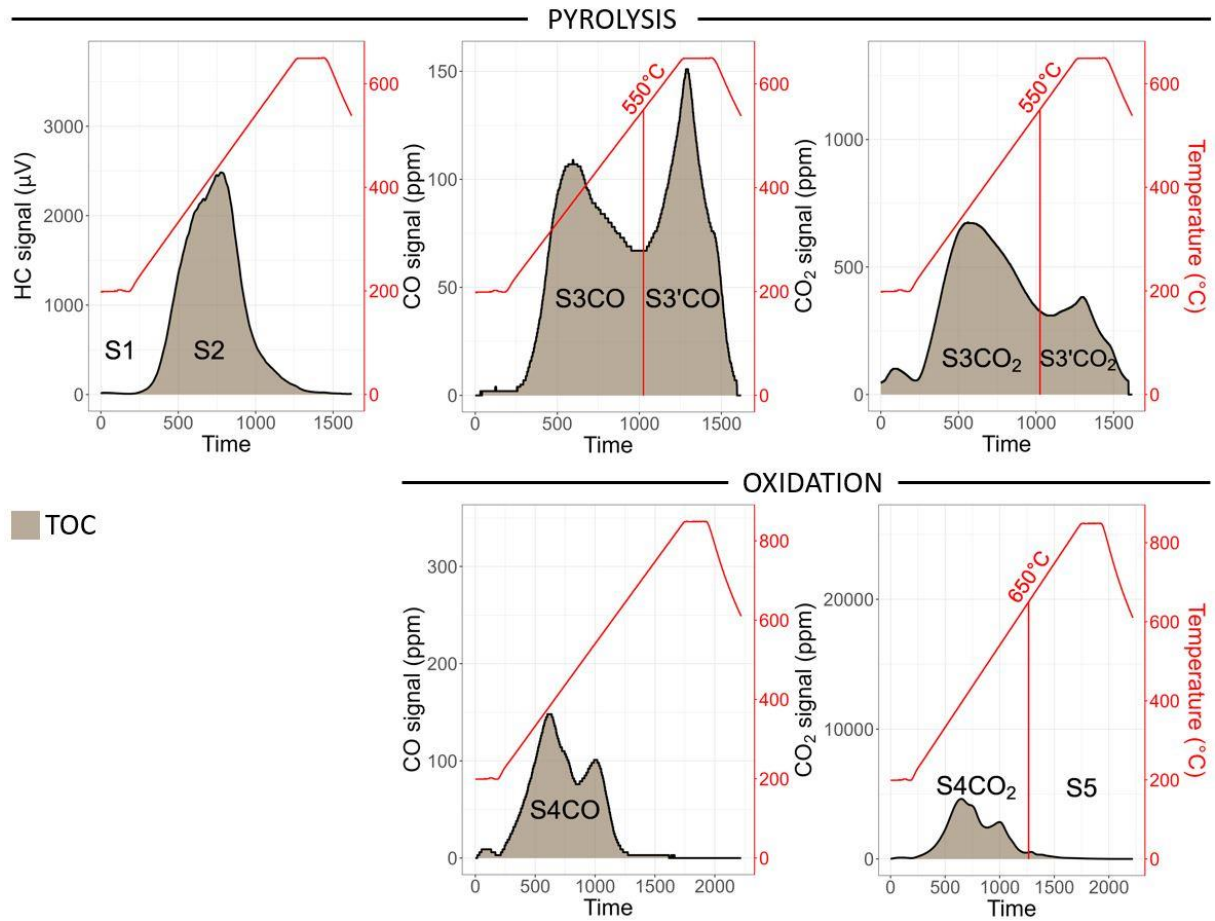 PYROLYSIS
HC signal (µV)
3000
2000
1000
0
600
400
200
0
S1
S2
0
500
1000
1500
Time
CO signal (ppm)
150
100
50
0
600
400
200
0
550°C
S3CO
S3'CO
0
500
1000
1500
Time
CO₂ signal (ppm)
1000
500
0
600
400
200
0
Temperature (°C)
550°C
S3CO₂
S3'CO₂
0
500
1000
1500
Time
OXIDATION
TOC
CO signal (ppm)
300
200
100
0
800
600
400
200
0
S4CO
0
500
1000
1500
2000
Time
CO₂ signal (ppm)
20000
10000
0
800
600
400
200
0
Temperature (°C)
650°C
S4CO₂
S5
0
500
1000
1500
2000
Time